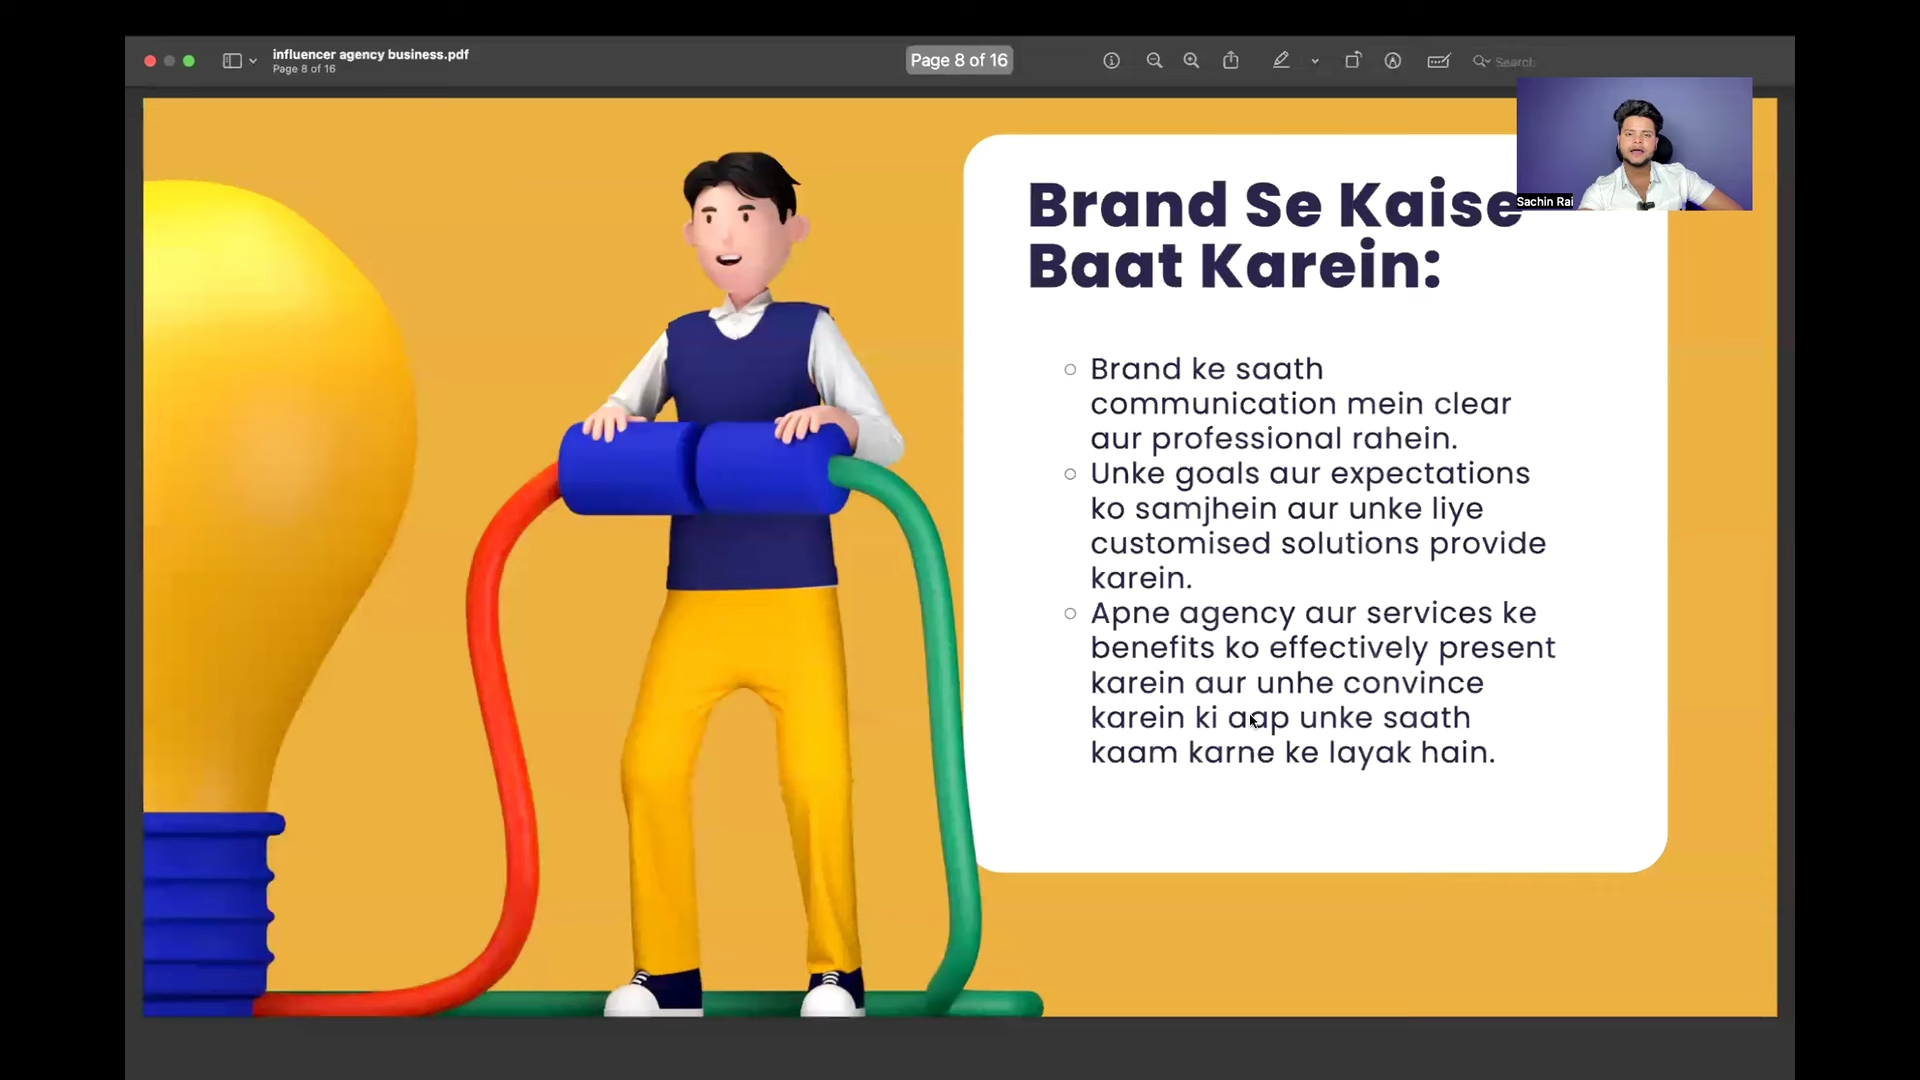 influencer agency business.pdf
Page 8 of 16
Page 8 of 16
Search
Sachin Rai
Brand Se Kaise
Baat Karein:
Brand ke saath
communication mein clear
aur professional rahein.
Unke goals aur expectations
ko samjhein aur unke liye
customised solutions provide
karein.
Apne agency aur services ke
benefits ko effectively present
karein aur unhe convince
karein ki aap unke saath
kaam karne ke layak hain.